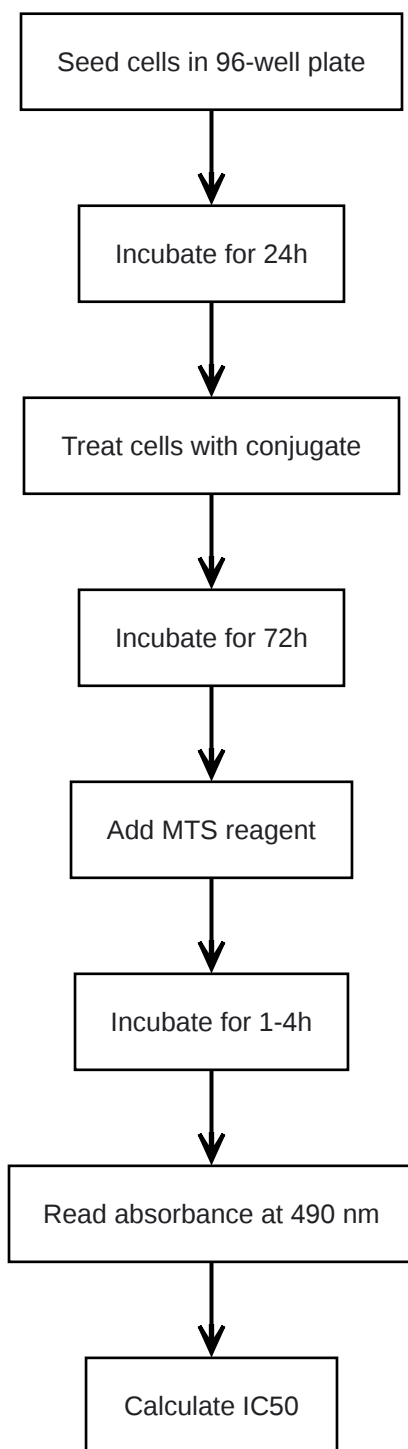 Seed cells in 96-well plate
Incubate for 24h
Treat cells with conjugate
Incubate for 72h
Add MTS reagent
Incubate for 1-4h
Read absorbance at 490 nm
Calculate IC50